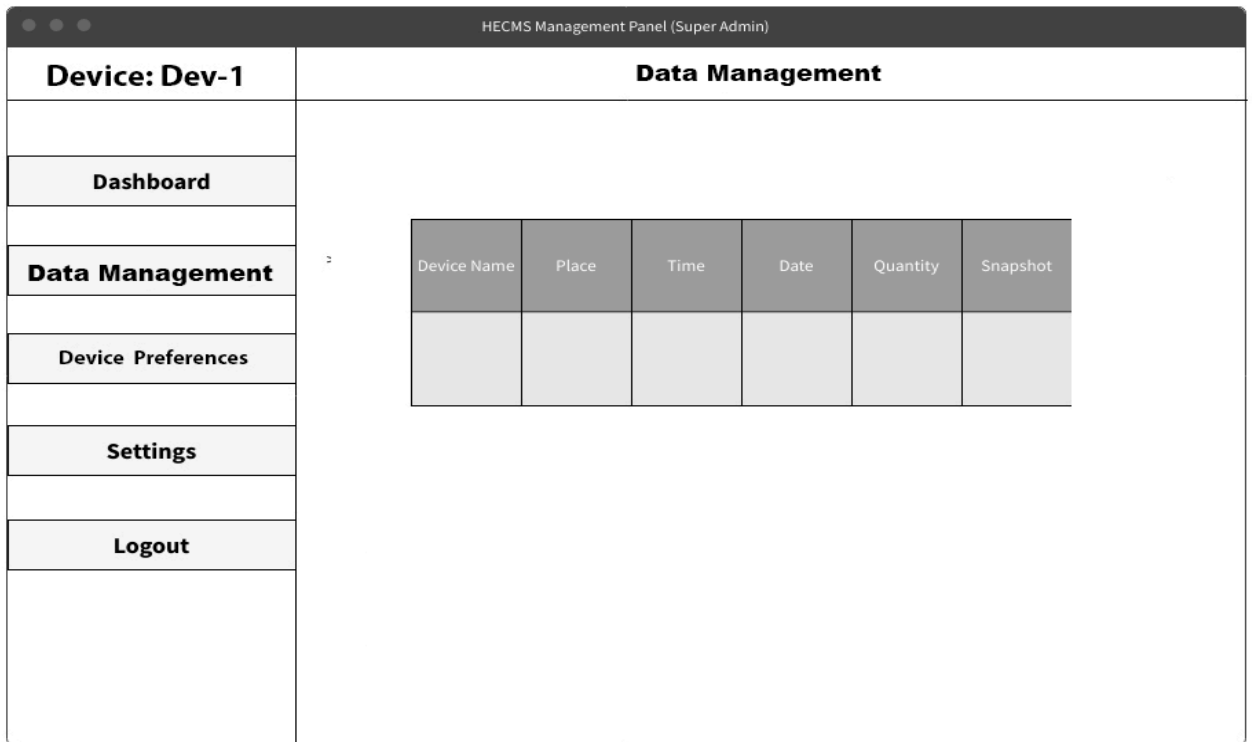 HECMS Management Panel (Super Admin)
Device: Dev-1
Data Management
Dashboard
Data Management
Device Preferences
Settings
Logout
Device Name Place Time Date Quantity Snapshot